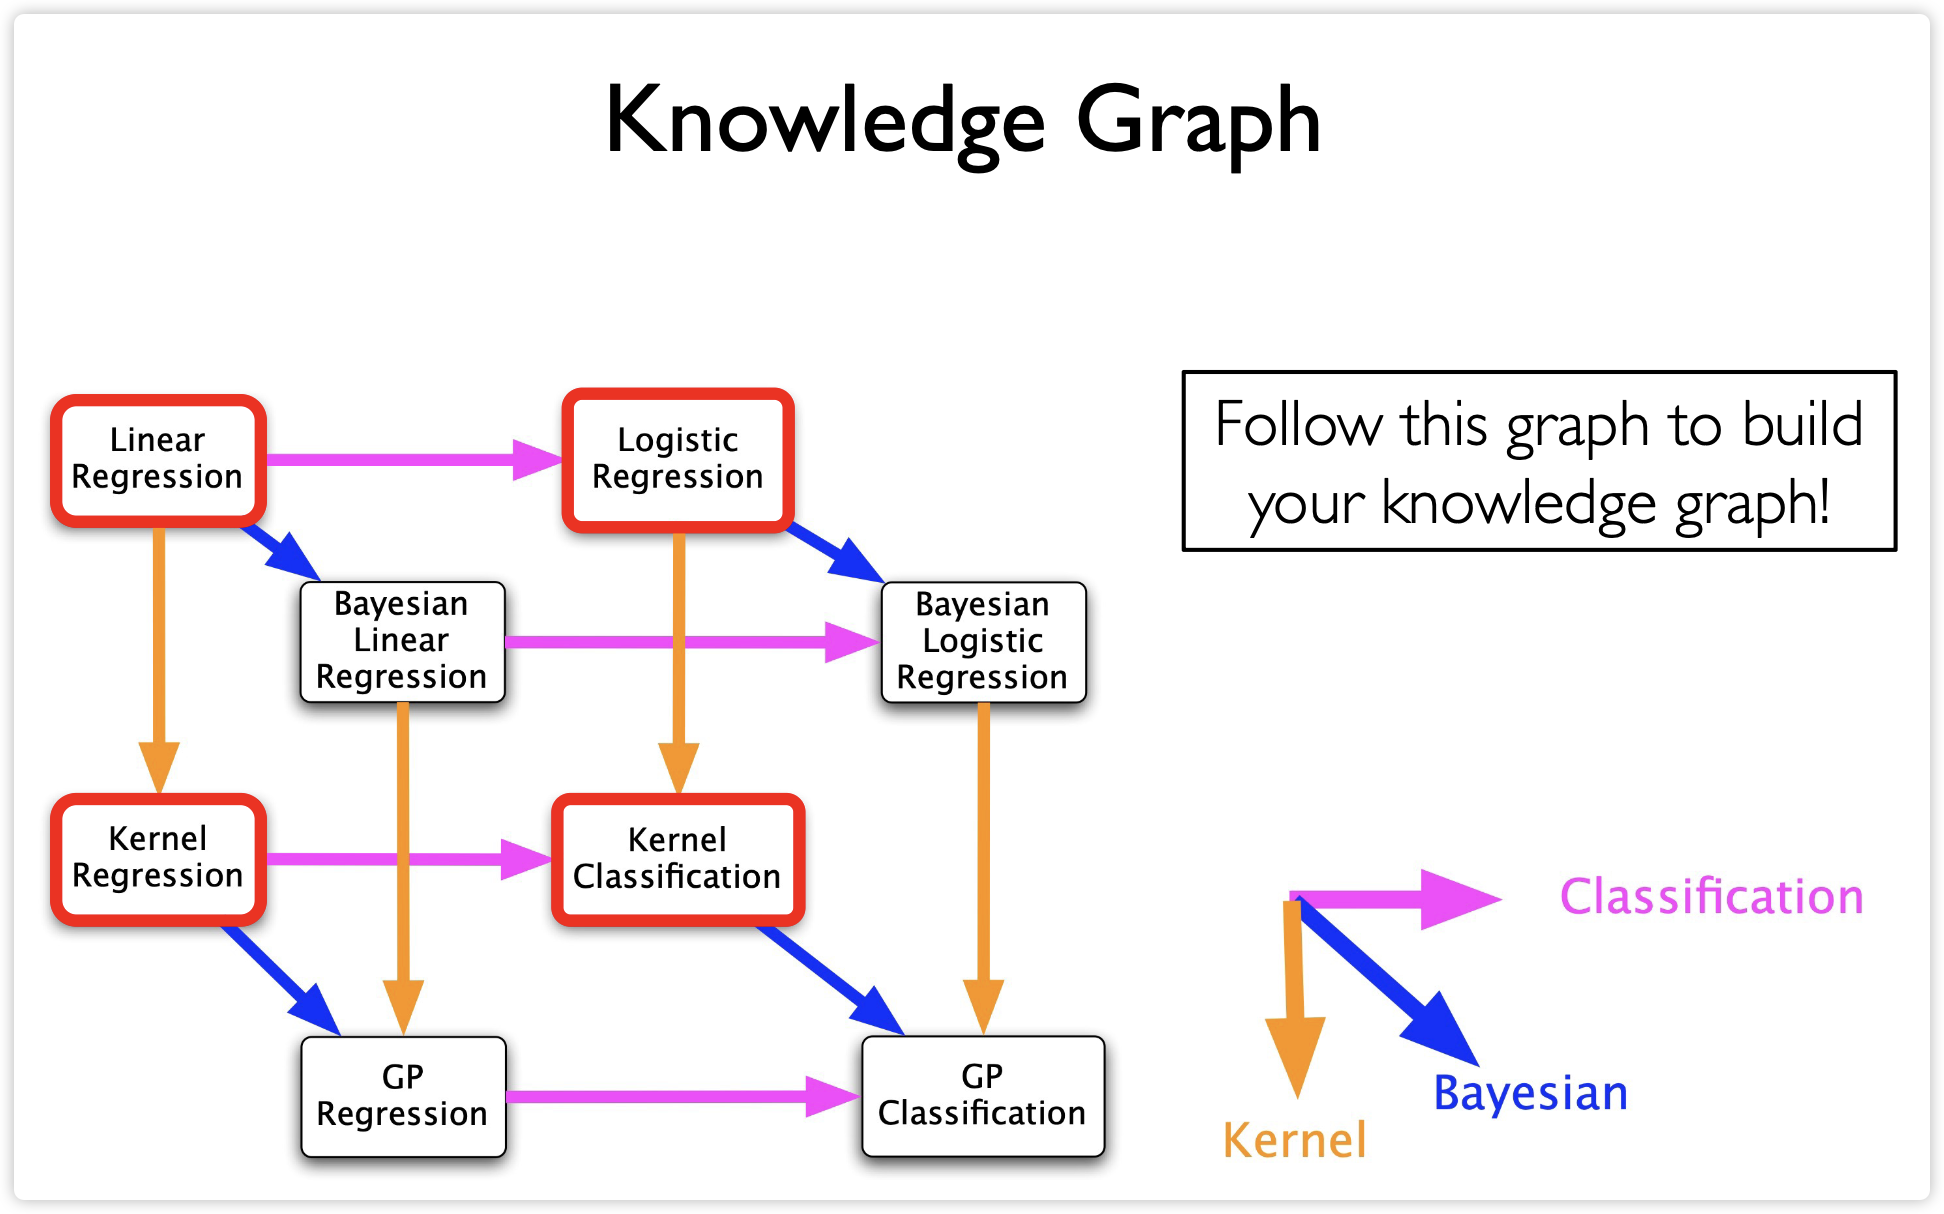 Knowledge Graph
Linear
Regression
Logistic
Regression
Follow this graph to build
your knowledge graph!
Bayesian
Linear
Regression
Bayesian
Logistic
Regression
Kernel
Regression
Kernel
Classification
GP
Regression
GP
Classification
Classification
Bayesian
Kernel